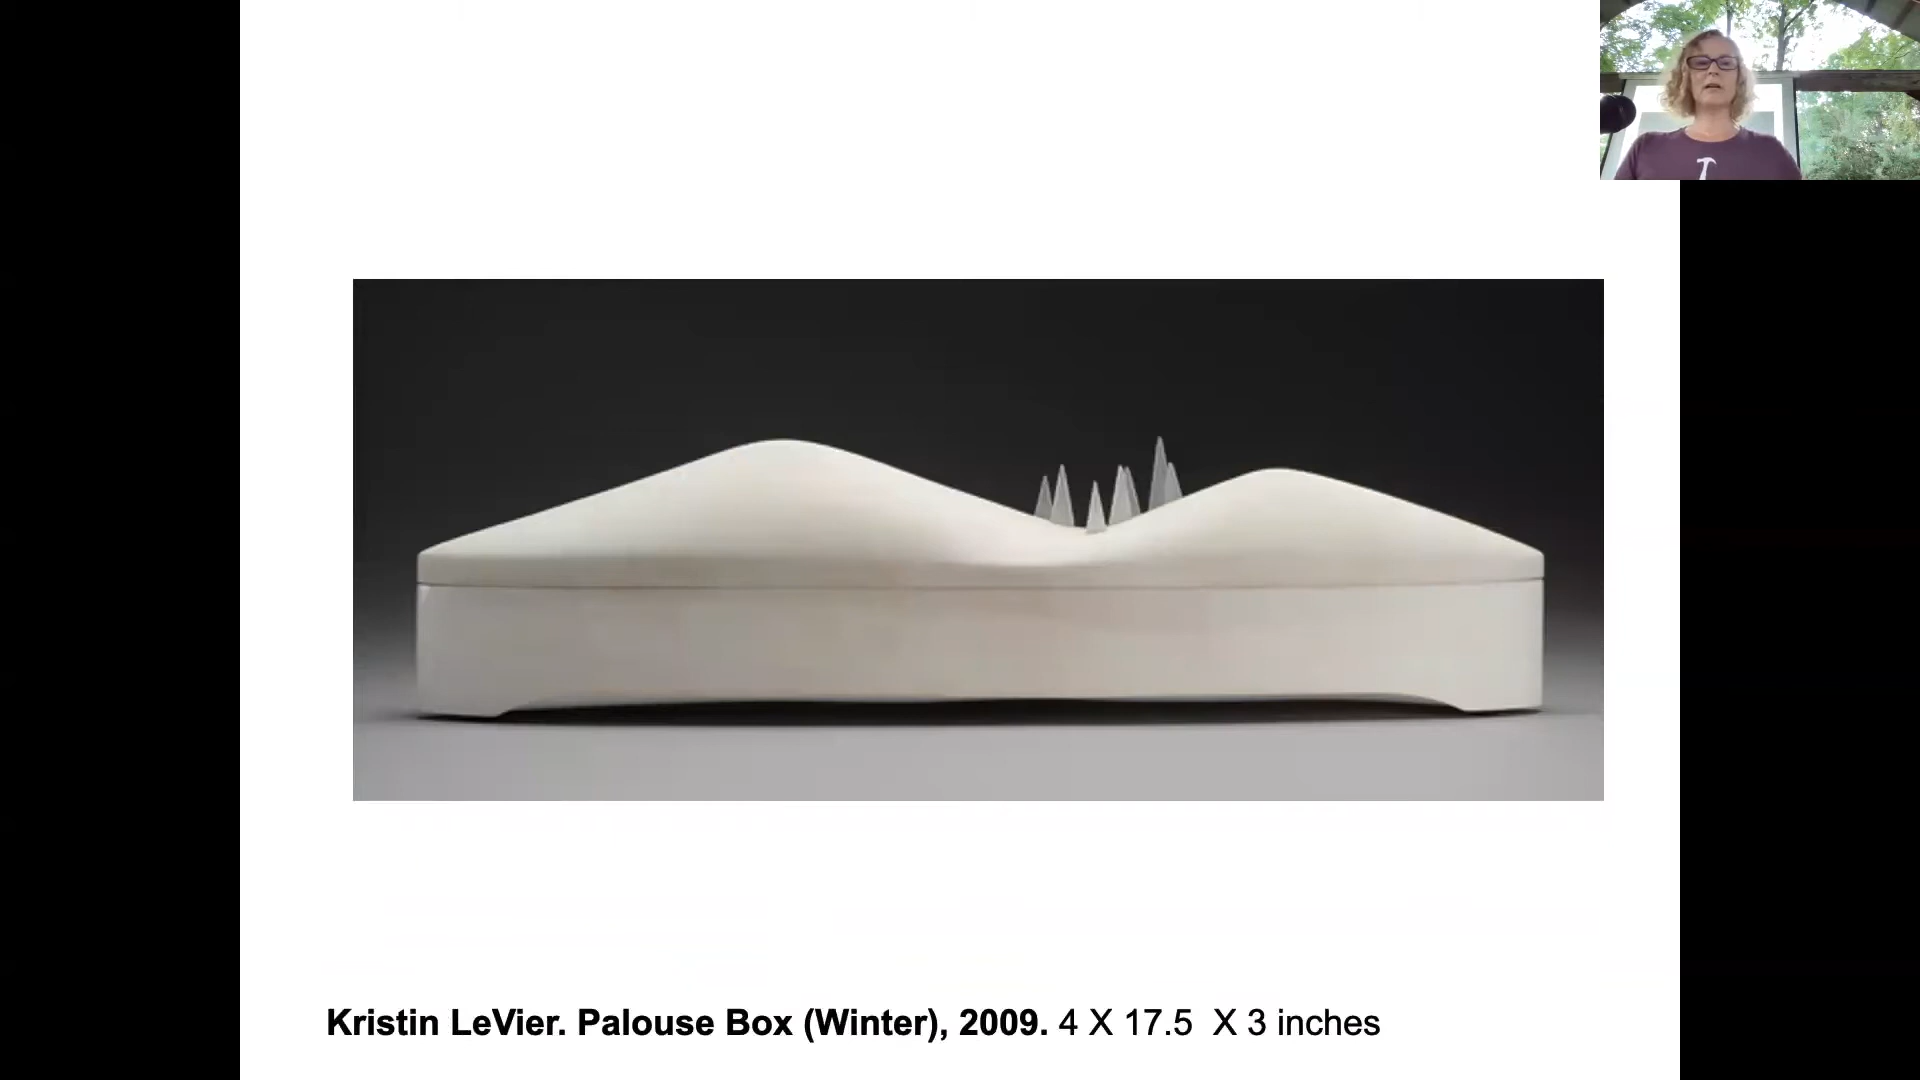 Kristin LeVier. Palouse Box (Winter), 2009. 4 X 17.5 X 3 inches